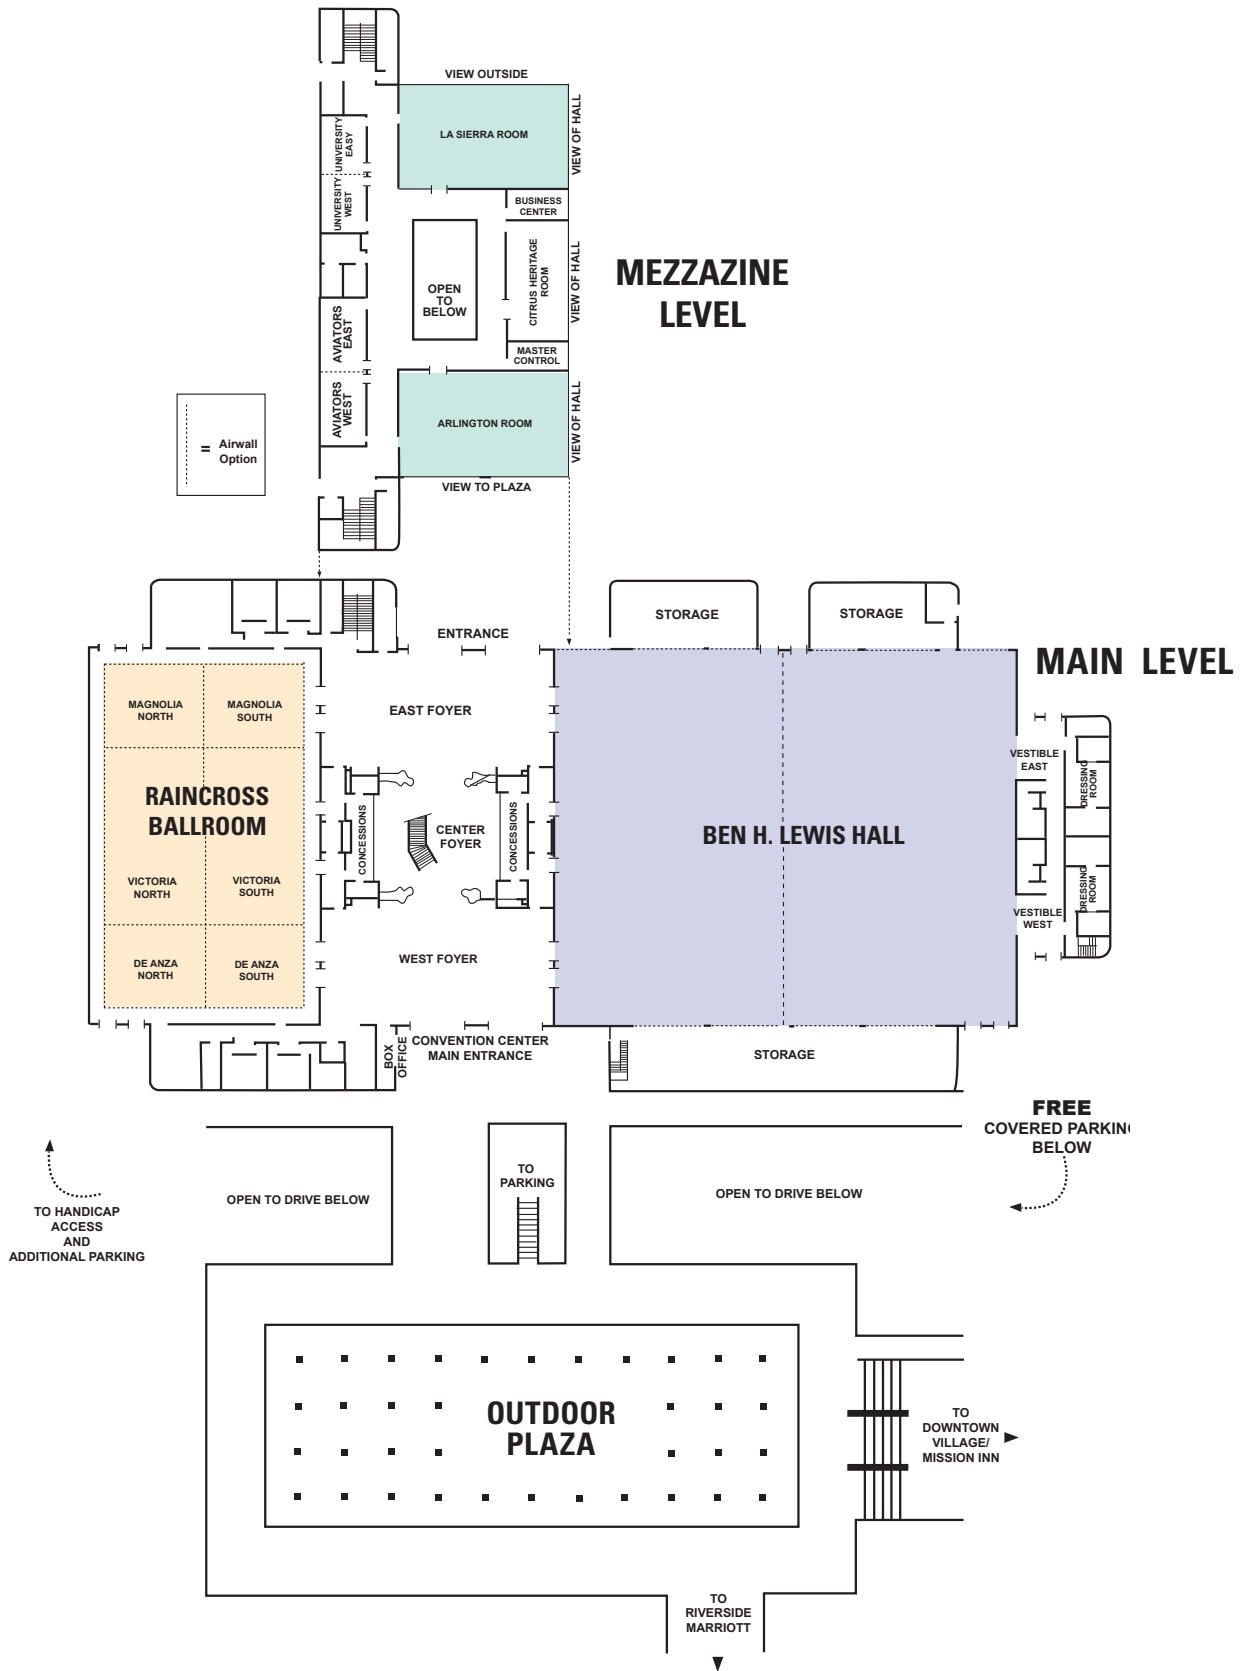 VIEW OUTSIDE
LA SIERRA ROOM
VIEW OF HALL
UNIVERSITY
EASY
UNIVERSITY
WEST
BUSINESS
CENTER
CITRUS HERITAGE
ROOM
VIEW OF HALL
OPEN
TO
BELOW
MEZZAZINE
LEVEL
AVIATORS
EAST
MASTER
CONTROL
AVIATORS
WEST
ARLINGTON ROOM
VIEW OF HALL
= Airwall
Option
VIEW TO PLAZA
ENTRANCE
STORAGE
STORAGE
MAIN LEVEL
MAGNOLIA
NORTH
MAGNOLIA
SOUTH
EAST FOYER
VESTIBLE
EAST
DRESSING
ROOM
RAINCROSS
BALLROOM
CONCESSIONS
CENTER
FOYER
CONCESSIONS
BEN H. LEWIS HALL
VICTORIA
NORTH
VICTORIA
SOUTH
DRESSING
ROOM
VESTIBLE
WEST
DE ANZA
NORTH
DE ANZA
SOUTH
WEST FOYER
BOX
OFFICE
CONVENTION CENTER
MAIN ENTRANCE
STORAGE
FREE
COVERED PARKING
BELOW
TO
PARKING
OPEN TO DRIVE BELOW
OPEN TO DRIVE BELOW
TO HANDICAP
ACCESS
AND
ADDITIONAL PARKING
OUTDOOR
PLAZA
TO
DOWNTOWN
VILLAGE/
MISSION INN
TO
RIVERSIDE
MARRIOTT